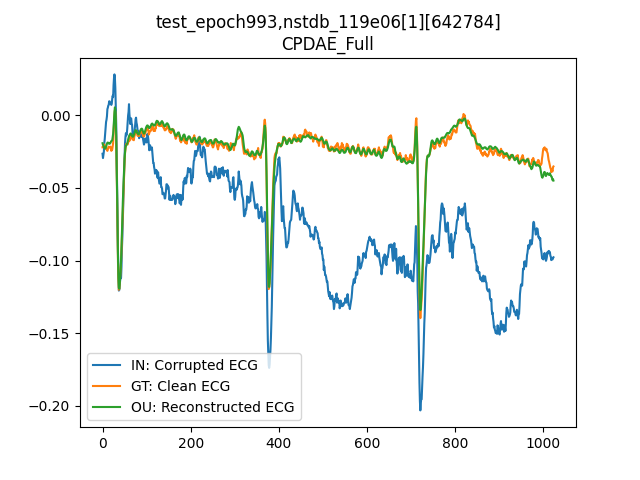 test_epoch993,nstdb_119e06[1][642784]
CPDAE_Full
0.00
−0.05
−0.10
−0.15
−0.20
IN: Corrupted ECG
GT: Clean ECG
OU: Reconstructed ECG
0 200 400 600 800 1000